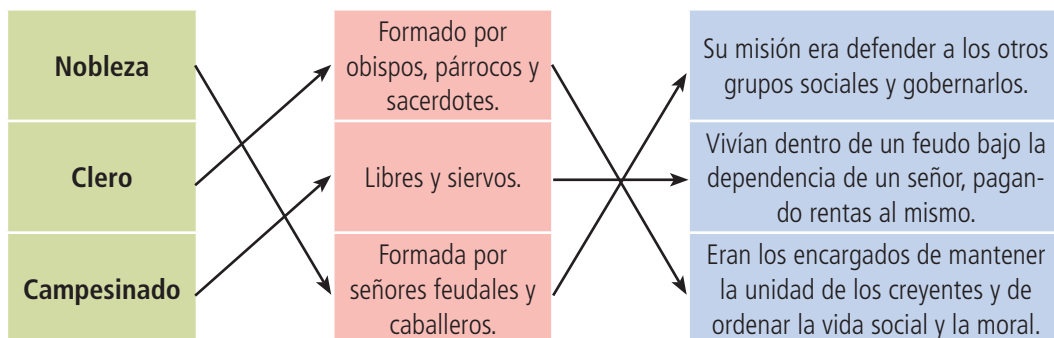 Nobleza
Formado por
obispos, párrocos y
sacerdotes.
Su misión era defender a los otros
grupos sociales y gobernarlos.
Clero
Libres y siervos.
Vivían dentro de un feudo bajo la
dependencia de un señor, pagan-
do rentas al mismo.
Campesinado
Formada por
señores feudales y
caballeros.
Eran los encargados de mantener
la unidad de los creyentes y de
ordenar la vida social y la moral.